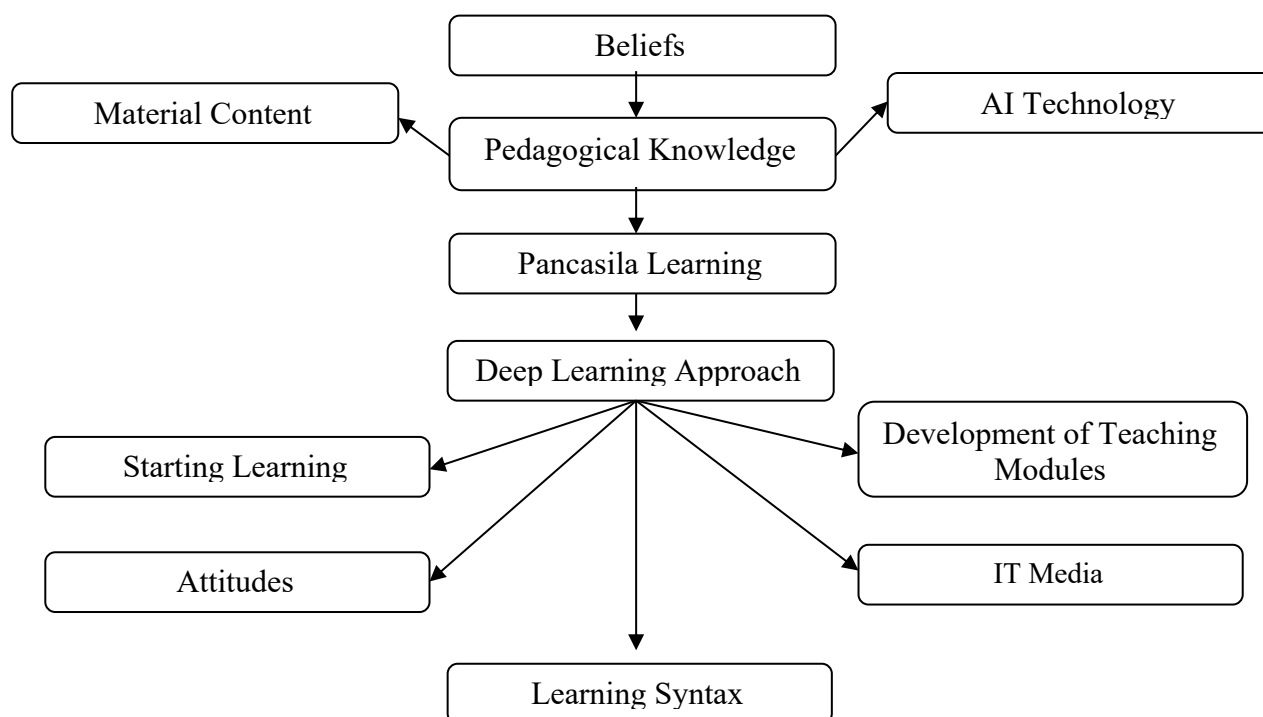 Beliefs
Material Content
AI Technology
Pedagogical Knowledge
Pancasila Learning
Deep Learning Approach
Starting Learning
Development of Teaching
Modules
Attitudes
IT Media
Learning Syntax